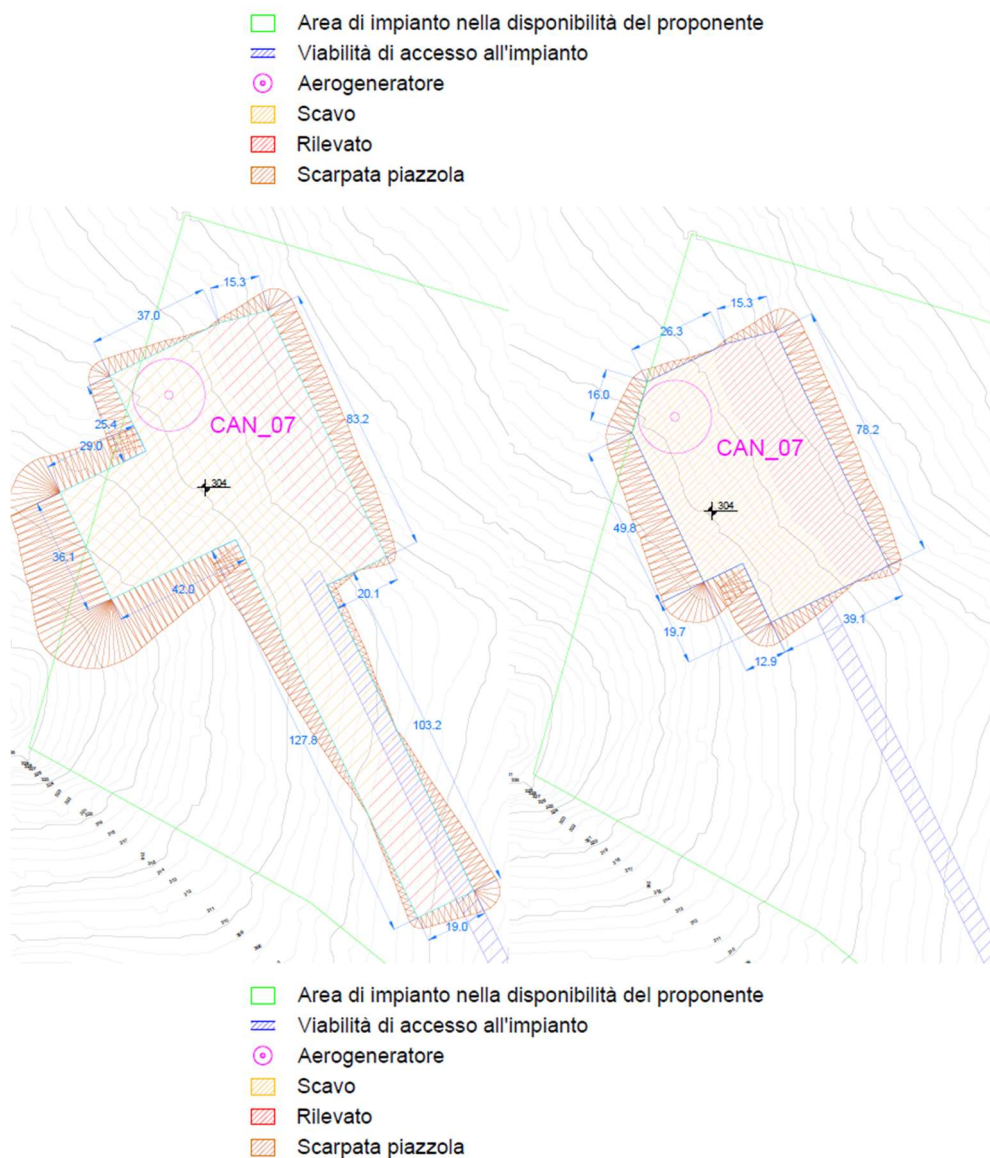 Area di impianto nella disponibilità del proponente
Viabilità di accesso all'impianto
Aerogeneratore
Scavo
Rilevato
Scarpata piazzola
15.3
37.0
83.2
25.4
CAN_07
29.0
304
36.1
42.0
20.1
103.2
127.8
19.0
15.3
26.3
16.0
78.2
CAN_07
304
49.8
39.1
19.7
12.9
Area di impianto nella disponibilità del proponente
Viabilità di accesso all'impianto
Aerogeneratore
Scavo
Rilevato
Scarpata piazzola